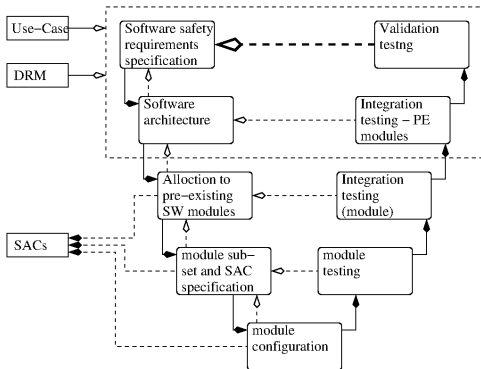 Use-Case
DRM
Software safety
requirements
specification
Validation
testng
Software
architecture
Integration
testing - PE
modules
Alloction to
pre-existing
SW modules
Integration
testing
(module)
SACs
module sub-
set and SAC
specification
module
testing
module
configuration